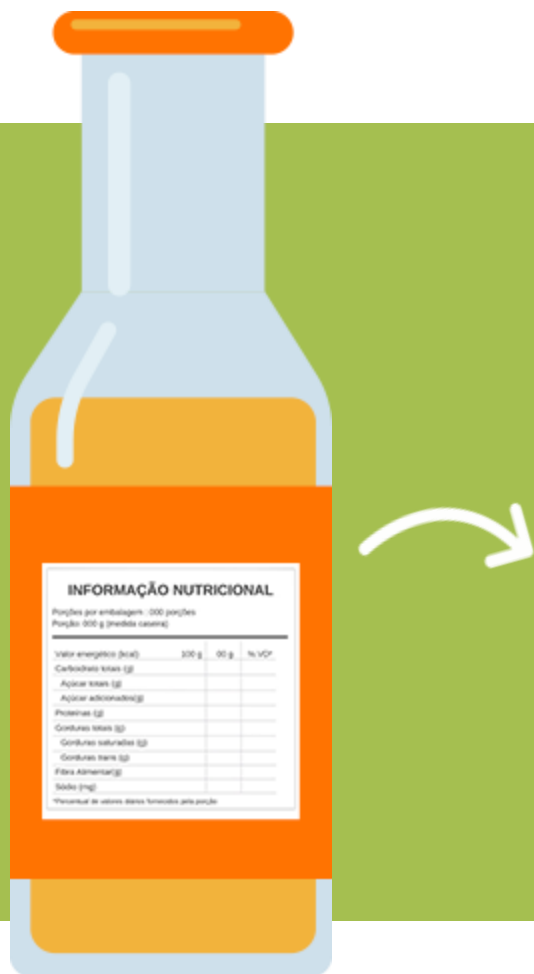 INFORMAÇÃO NUTRICIONAL
Porções por embalagem : 000 porções
Porção: 000 g (medida caseira)
Valor energético (kcal) 100 g 00 g % VD*
Carboidrato totais (g)
Açúcar totais (g)
Açúcar adicionados(g)
Proteínas (g)
Gorduras totais (g)
Gorduras saturadas (g)
Gorduras trans (g)
Fibra Alimentar(g)
Sódio (mg)
*Percentual de valores diários fornecidos pela porção